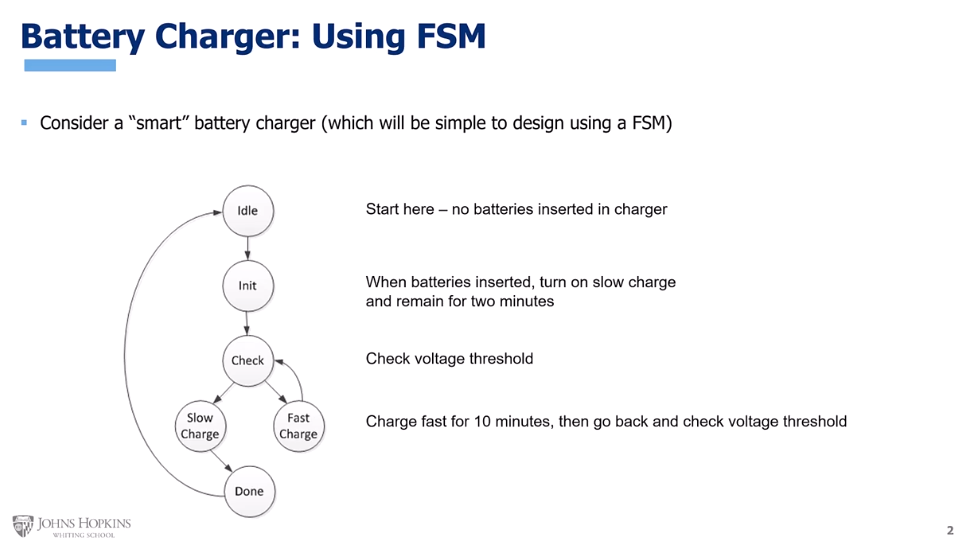 Battery Charger: Using FSM
Consider a “smart” battery charger (which will be simple to design using a FSM)
Idle
Start here – no batteries inserted in charger
Init
When batteries inserted, turn on slow charge
and remain for two minutes
Check
Check voltage threshold
Slow
Charge
Fast
Charge
Charge fast for 10 minutes, then go back and check voltage threshold
Done
JOHNS HOPKINS
WHITING SCHOOL
2